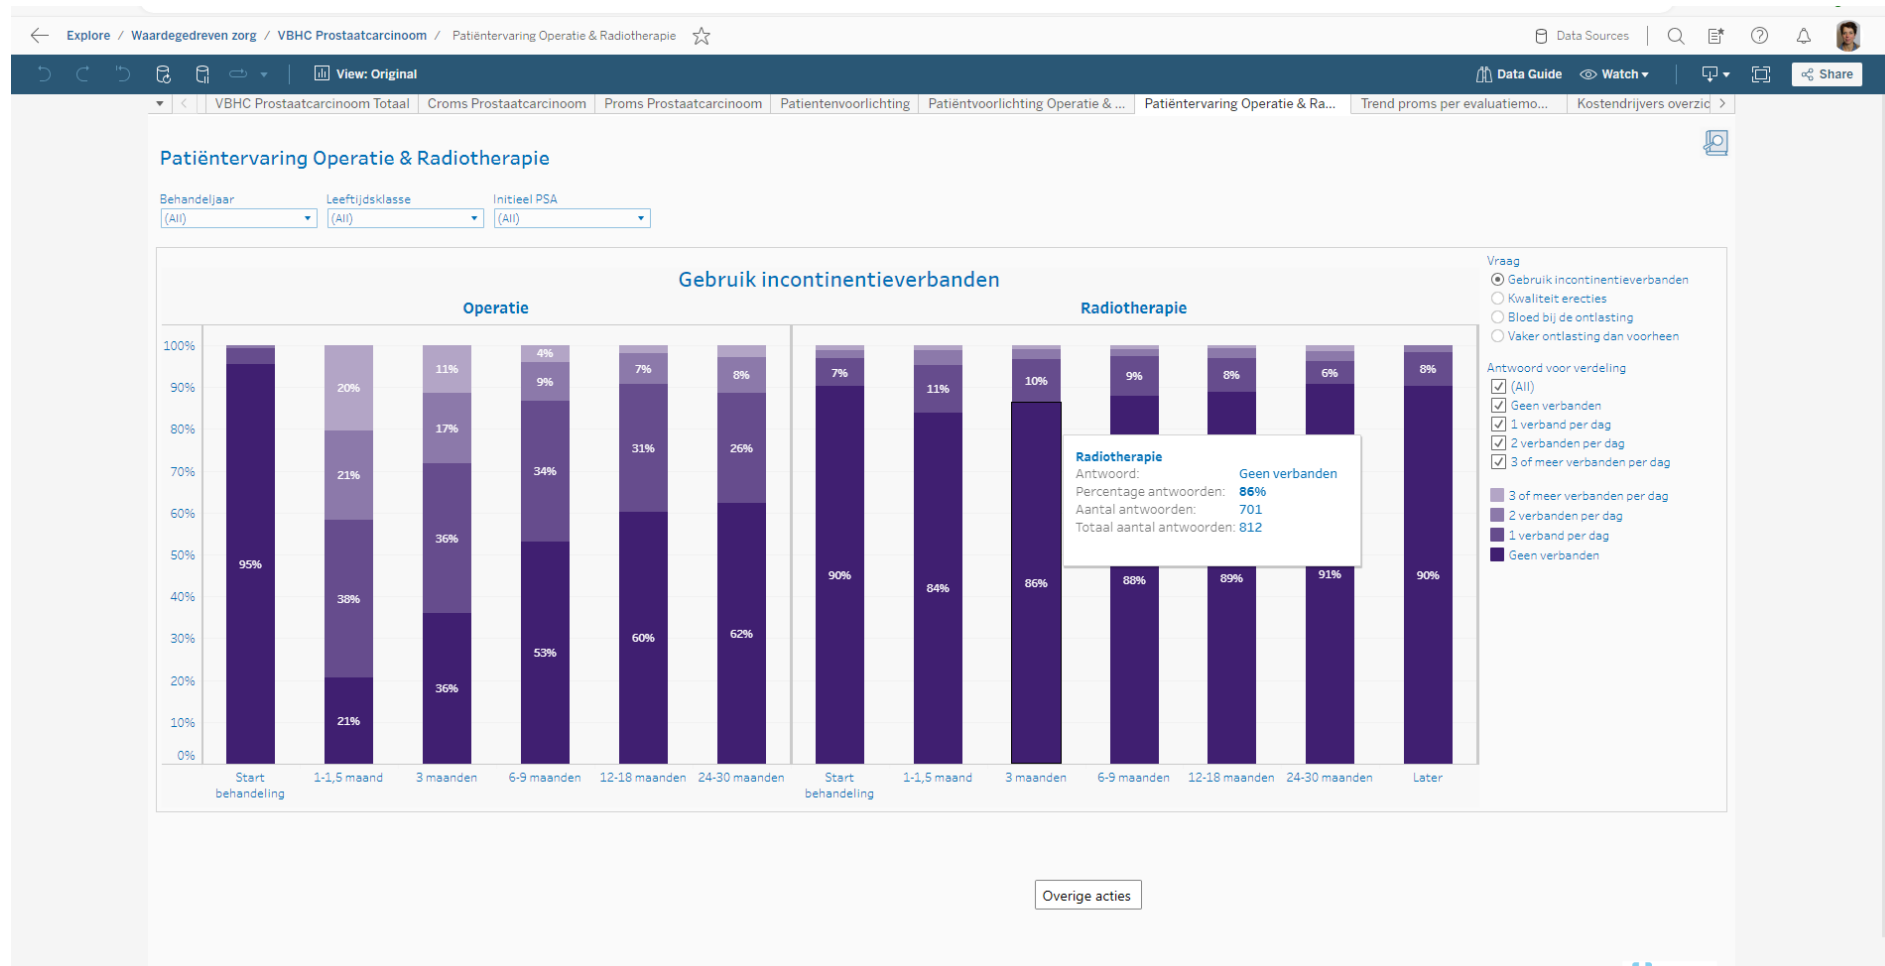 Explore / Waardegedreven zorg / VBHC Prostaatcarcinoom / Patiëntervaring Operatie & Radiotherapie
Data Sources
View: Original
Data Guide
Watch
Share
VBHC Prostaatcarcinoom Totaal
Croms Prostaatcarcinoom
Proms Prostaatcarcinoom
Patientenvoorlichting
Patiëntvoorlichting Operatie & ...
Patiëntervaring Operatie & Ra...
Trend proms per evaluatiemo...
Kostendrijvers overzic
Patiëntervaring Operatie & Radiotherapie
Behandeljaar
Leeftijdsklasse
Initieel PSA
(All)
(All)
(All)
Gebruik incontinentieverbanden
Operatie
Radiotherapie
100%
90%
80%
70%
60%
50%
40%
30%
20%
10%
0%
95%
20%
21%
38%
21%
11%
17%
36%
36%
4%
9%
34%
53%
7%
31%
60%
8%
26%
62%
7%
90%
11%
84%
10%
86%
9%
88%
8%
89%
6%
91%
8%
90%
Radiotherapie
Antwoord: Geen verbanden
Percentage antwoorden: 86%
Aantal antwoorden: 701
Totaal aantal antwoorden: 812
Start
behandeling
1-1,5 maand
3 maanden
6-9 maanden
12-18 maanden
24-30 maanden
Start
behandeling
1-1,5 maand
3 maanden
6-9 maanden
12-18 maanden
24-30 maanden
Later
Vraag
Gebruik incontinentieverbanden
Kwaliteit erecties
Bloed bij de ontlasting
Vaker ontlasting dan voorheen
Antwoord voor verdeling
(All)
Geen verbanden
1 verband per dag
2 verbanden per dag
3 of meer verbanden per dag
3 of meer verbanden per dag
2 verbanden per dag
1 verband per dag
Geen verbanden
Overige acties